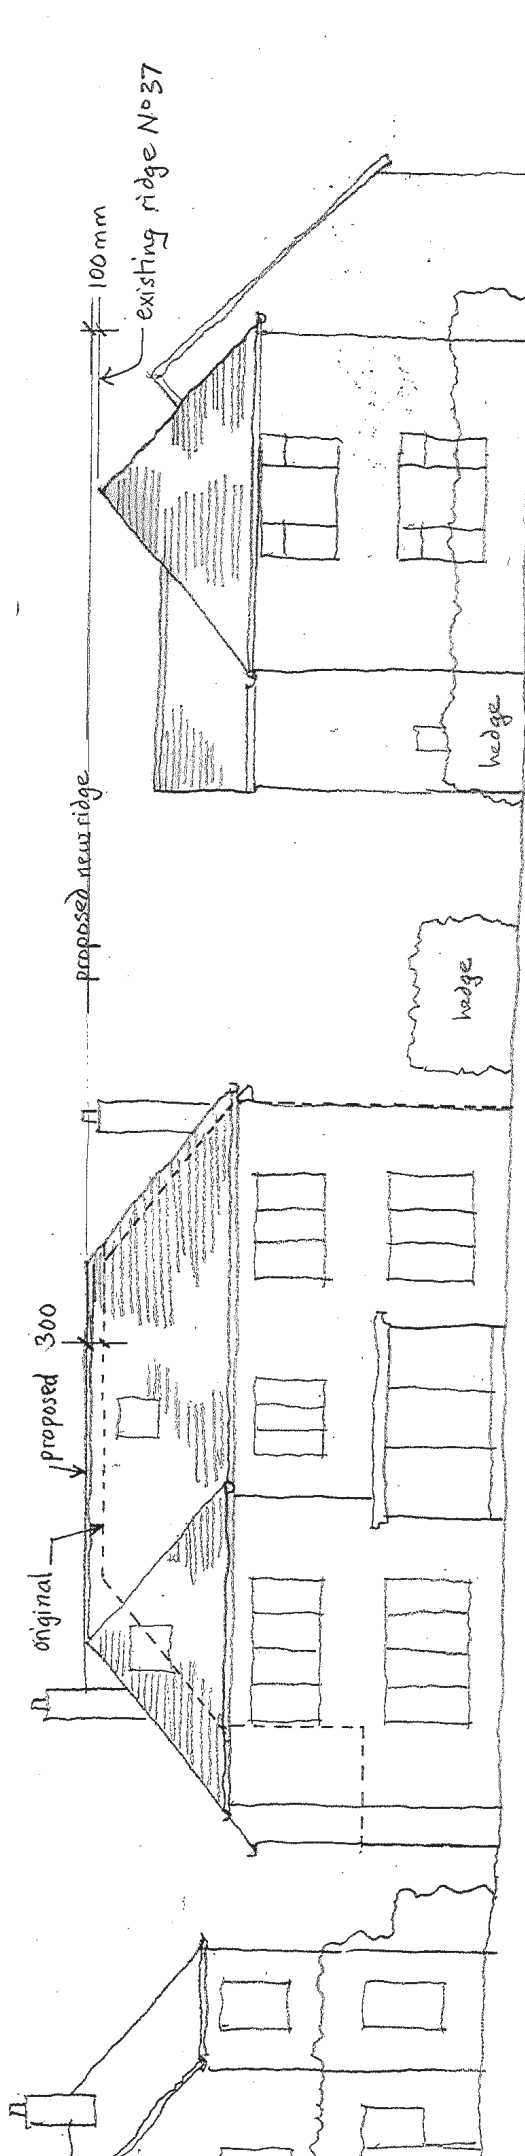 original
proposed
300
proposed new ridge
100mm
existing ridge No37
hedge
hedge